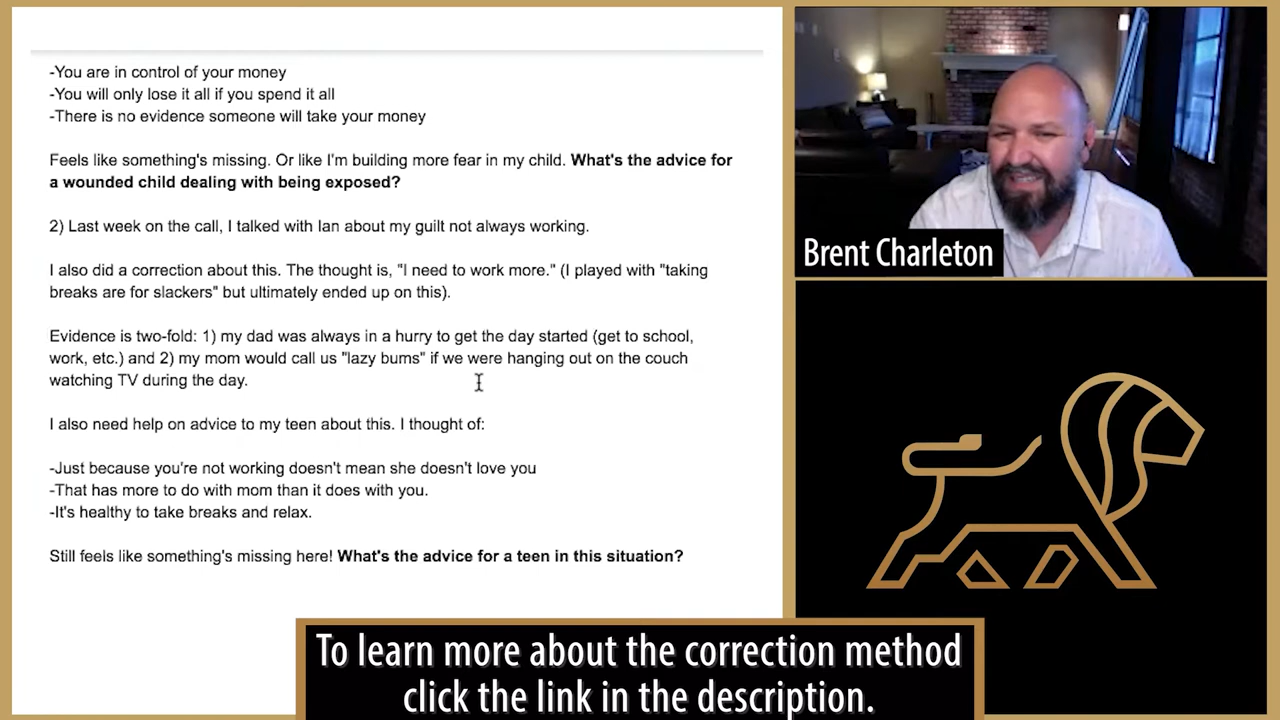 -You are in control of your money
-You will only lose it all if you spend it all
-There is no evidence someone will take your money
Feels like something's missing. Or like I'm building more fear in my child. What's the advice for
a wounded child dealing with being exposed?
2) Last week on the call, I talked with Ian about my guilt not always working.
I also did a correction about this. The thought is, "I need to work more." (I played with "taking
breaks are for slackers" but ultimately ended up on this).
Evidence is two-fold: 1) my dad was always in a hurry to get the day started (get to school,
work, etc.) and 2) my mom would call us "lazy bums" if we were hanging out on the couch
watching TV during the day.
I also need help on advice to my teen about this. I thought of:
-Just because you're not working doesn't mean she doesn't love you
-That has more to do with mom than it does with you.
-It's healthy to take breaks and relax.
Still feels like something's missing here! What's the advice for a teen in this situation?
Brent Charleton
To learn more about the correction method
click the link in the description.